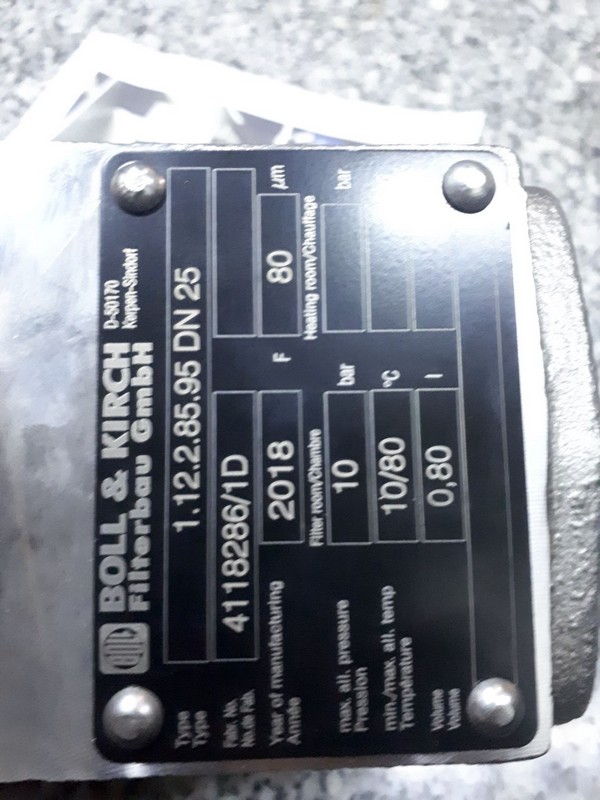 BOLL & KIRCH
Filterbau GmbH
D-50170
Kerpen-Sindorf
Type
Type
1.12.2.85.95 DN 25
Fabr. No.
No. de Fab.
4118286/1D
Year of manufacturing
Année
2018
F
80
µm
Filter room/Chambre
Heating room/Chauffage
max. all. pressure
Pression
10
bar
bar
min./max. all. temp
Température
10/80
°C
Volume
Volume
0,80
l